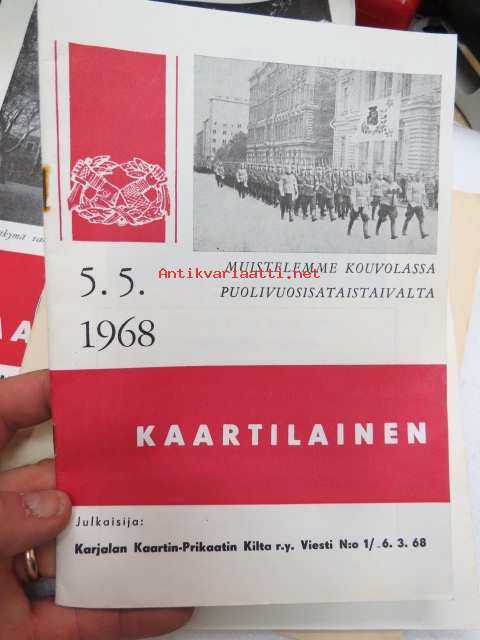 MUISTELEMME KOUVOLASSA
PUOLIVUOSISATAISTAIVALTA
5. 5.
1968
Antikvariaatti.net
KAARTILAINEN
Julkaisija:
Karjalan Kaartin-Prikaatin Kilta r.y. Viesti N:o 1/ .6. 3. 68